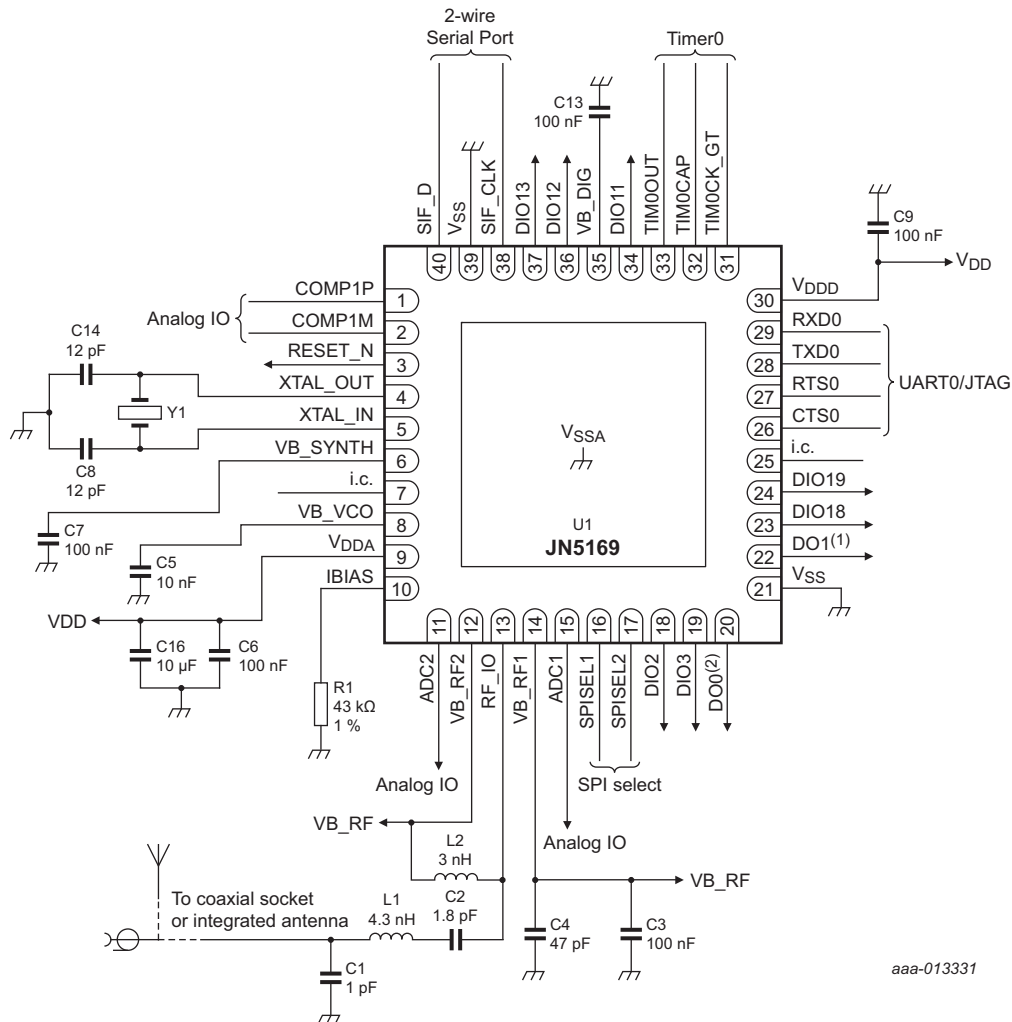 2-wire
Serial Port
Timer0
C13
100 nF
SIF_D
VSS
SIF_CLK
DIO13
DIO12
VB_DIG
DIO11
TIM0OUT
TIM0CAP
TIM0CK_GT
C9
100 nF
VDD
40
39
38
37
36
35
34
33
32
31
Analog IO
COMP1P
1
COMP1M
2
RESET_N
3
XTAL_OUT
4
XTAL_IN
5
VB_SYNTH
6
i.c.
7
VB_VCO
8
VDDA
9
IBIAS
10
C14
12 pF
Y1
C8
12 pF
C7
100 nF
C5
10 nF
VDD
C16
10 μF
C6
100 nF
R1
43 kΩ
1 %
VSSA
U1
JN5169
30
VDDD
29
RXD0
28
TXD0
27
RTS0
26
CTS0
UART0/JTAG
25
i.c.
24
DIO19
23
DIO18
22
DO1(1)
21
VSS
11
12
13
14
15
16
17
18
19
20
ADC2
VB_RF2
RF_IO
VB_RF1
ADC1
SPISEL1
SPISEL2
DIO2
DIO3
DO0(2)
Analog IO
SPI select
VB_RF
Analog IO
L2
3 nH
VB_RF
To coaxial socket
or integrated antenna
L1
4.3 nH
C2
1.8 pF
C4
47 pF
C3
100 nF
C1
1 pF
aaa-013331